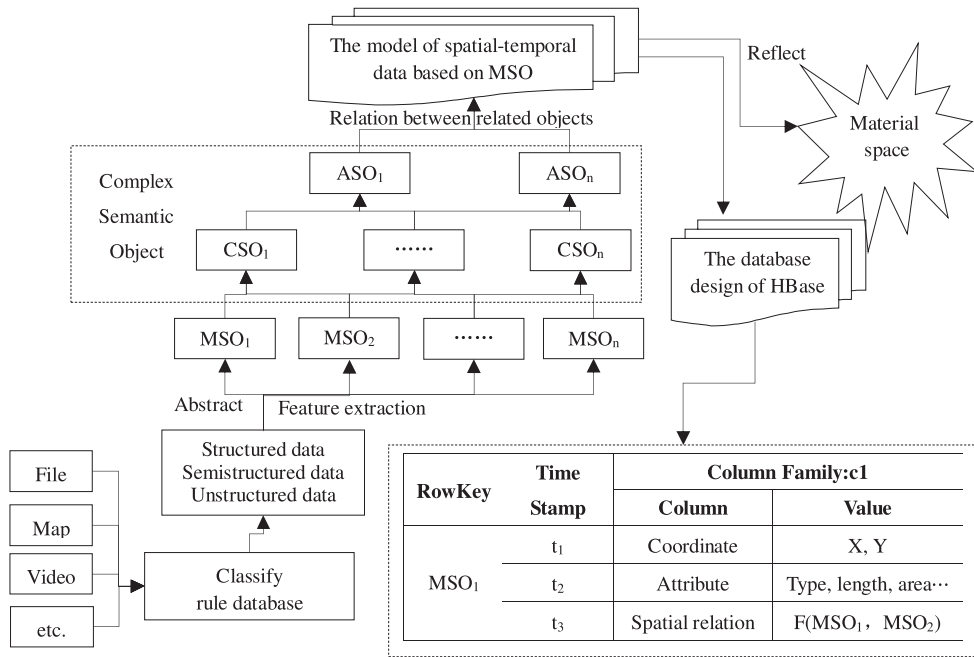 The model of spatial-temporal
data based on MSO
Reflect
Material
space
Relation between related objects
Complex
Semantic
Object
ASO₁
ASOₙ
CSO₁
······
CSOₙ
The database
design of HBase
MSO₁
MSO₂
······
MSOₙ
Abstract
Feature extraction
Structured data
Semistructured data
Unstructured data
File
Map
Video
etc.
Classify
rule database
RowKey
Time
Stamp
Column Family:c1
Column
Value
MSO₁
t₁
Coordinate
X, Y
t₂
Attribute
Type, length, area···
t₃
Spatial relation
F(MSO₁， MSO₂)